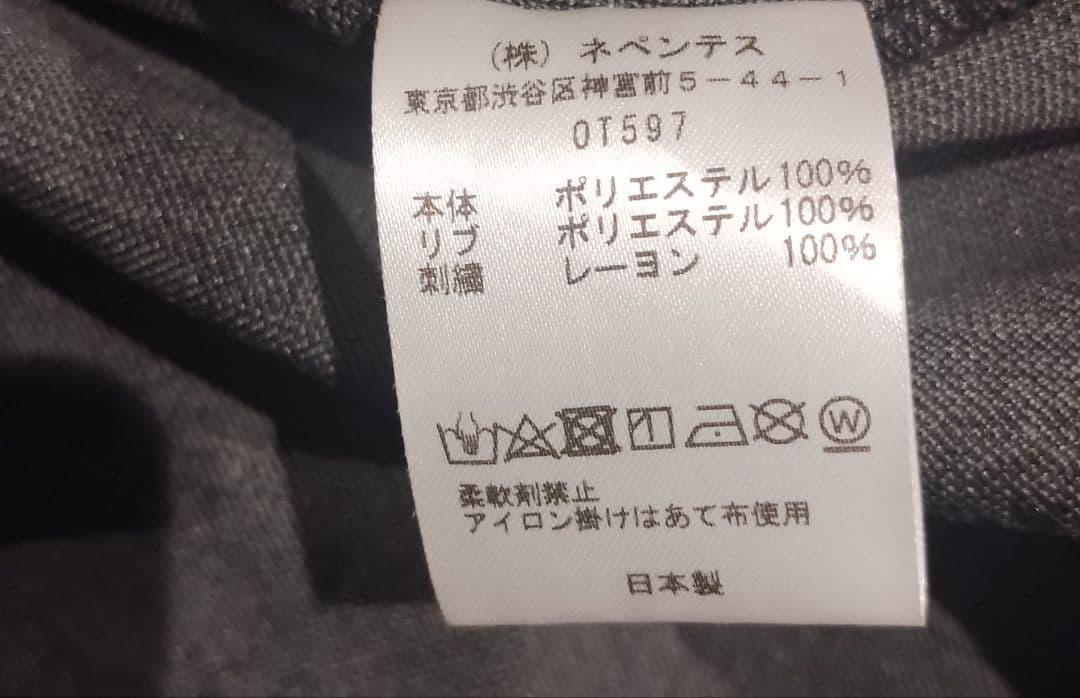 (株) ネペンテス
東京都渋谷区神宮前5-44-1
0T597
本体 ポリエステル100%
リブ ポリエステル100%
刺繍 レーヨン 100%
W
柔軟剤禁止
アイロン掛けはあて布使用
日本製